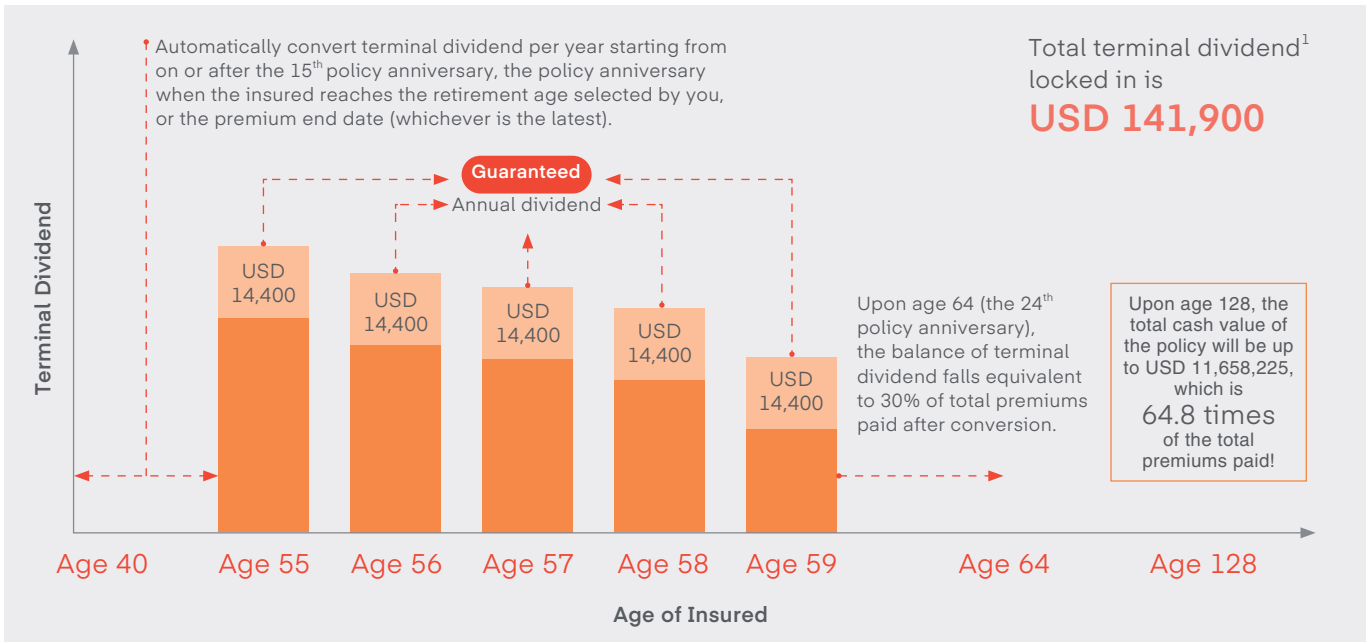 Automatically convert terminal dividend per year starting from
on or after the 15th policy anniversary, the policy anniversary
when the insured reaches the retirement age selected by you,
or the premium end date (whichever is the latest).
Total terminal dividend1
locked in is
USD 141,900
Guaranteed
Annual dividend
Terminal Dividend
USD
14,400
USD
14,400
USD
14,400
USD
14,400
USD
14,400
Upon age 64 (the 24th
policy anniversary),
the balance of terminal
dividend falls equivalent
to 30% of total premiums
paid after conversion.
Upon age 128, the
total cash value of
the policy will be up
to USD 11,658,225,
which is
64.8 times
of the total
premiums paid!
Age 40
Age 55
Age 56
Age 57
Age 58
Age 59
Age 64
Age 128
Age of Insured